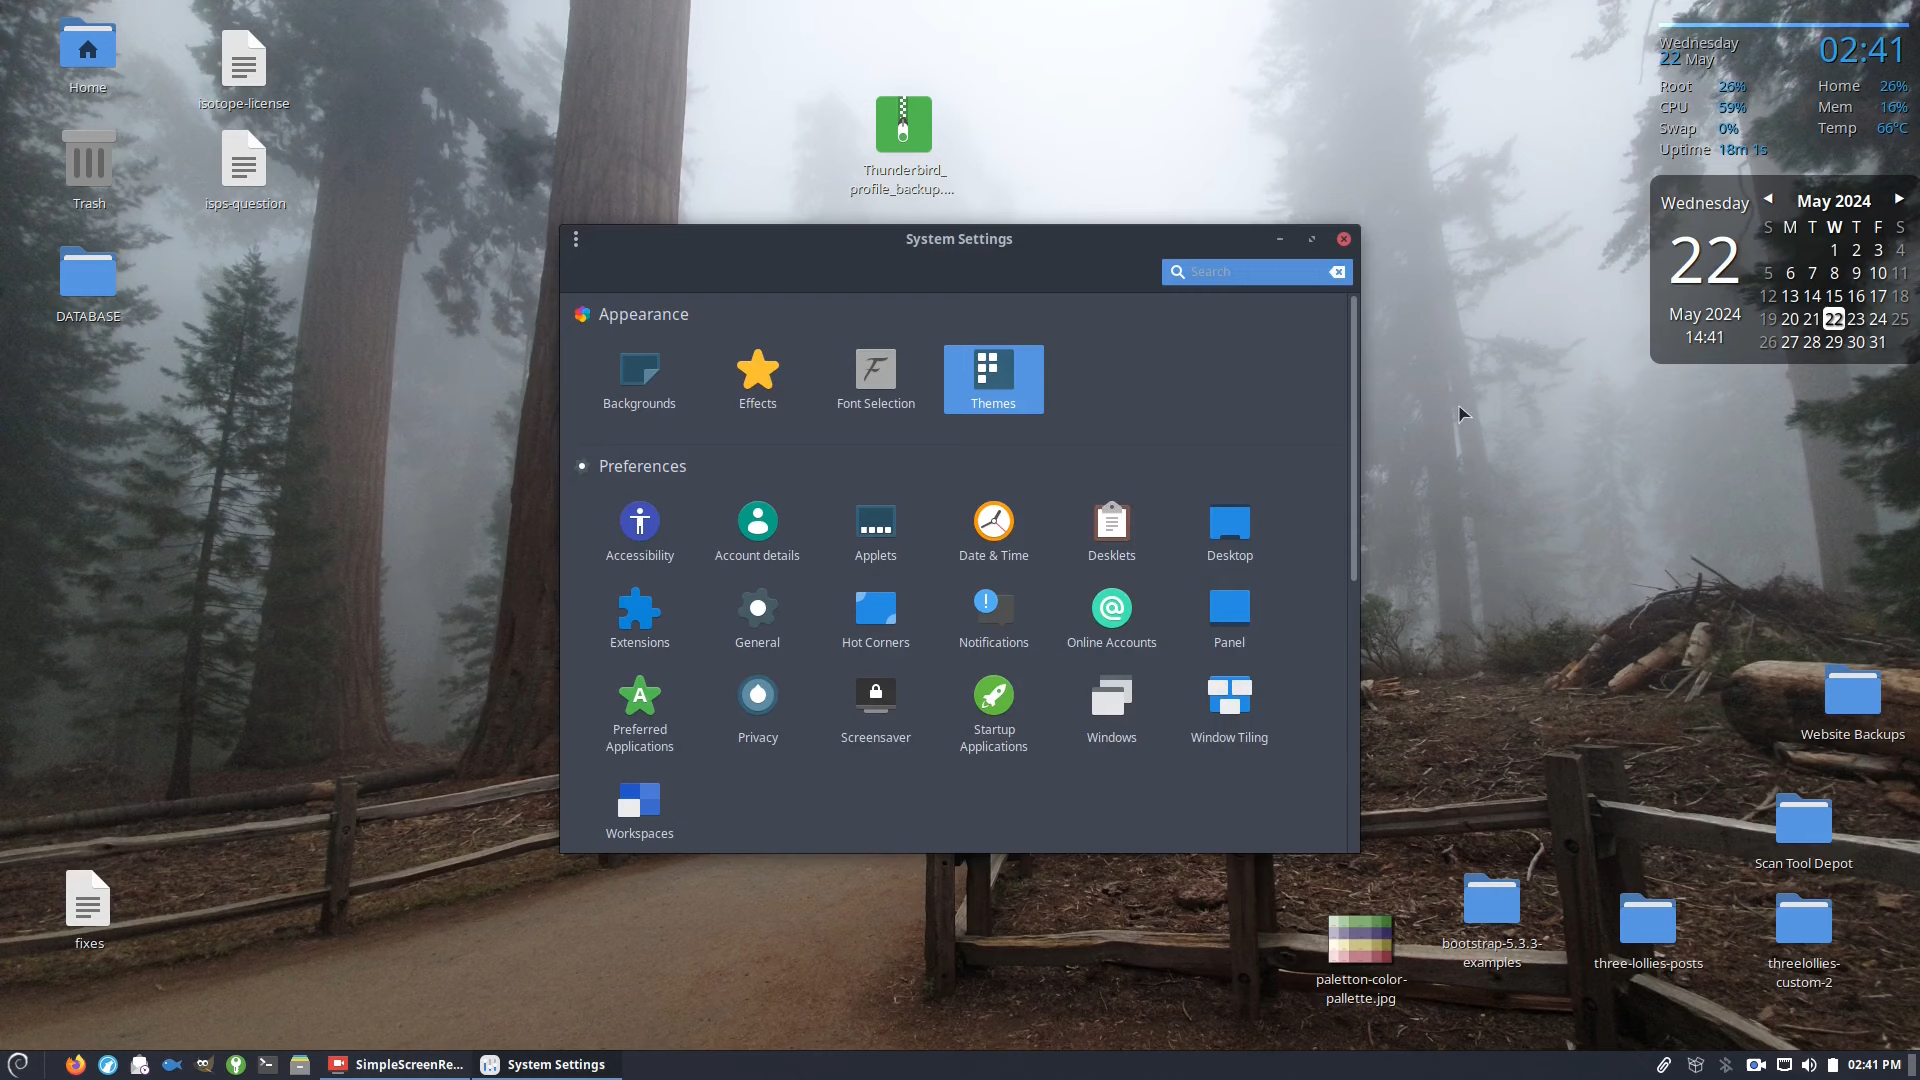 Home
isotope-license
Trash
isps-question
DATABASE
fixes
Thunderbird_
profile_backup....
Wednesday
22 May
02:41
Root 26% Home 26%
CPU 59% Mem 16%
Swap 0% Temp 66°C
Uptime 18m 1s
Wednesday
22
May 2024
14:41
May 2024
S M T W T F S
1 2 3 4
5 6 7 8 9 10 11
12 13 14 15 16 17 18
19 20 21 22 23 24 25
26 27 28 29 30 31
System Settings
Search
Appearance
Backgrounds
Effects
Font Selection
Themes
Preferences
Accessibility
Account details
Applets
Date & Time
Desklets
Desktop
Extensions
General
Hot Corners
Notifications
Online Accounts
Panel
Preferred
Applications
Privacy
Screensaver
Startup
Applications
Windows
Window Tiling
Workspaces
Website Backups
Scan Tool Depot
paletton-color-
pallette.jpg
bootstrap-5.3.3-
examples
three-lollies-posts
threelollies-
custom-2
SimpleScreenRe...
System Settings
02:41 PM